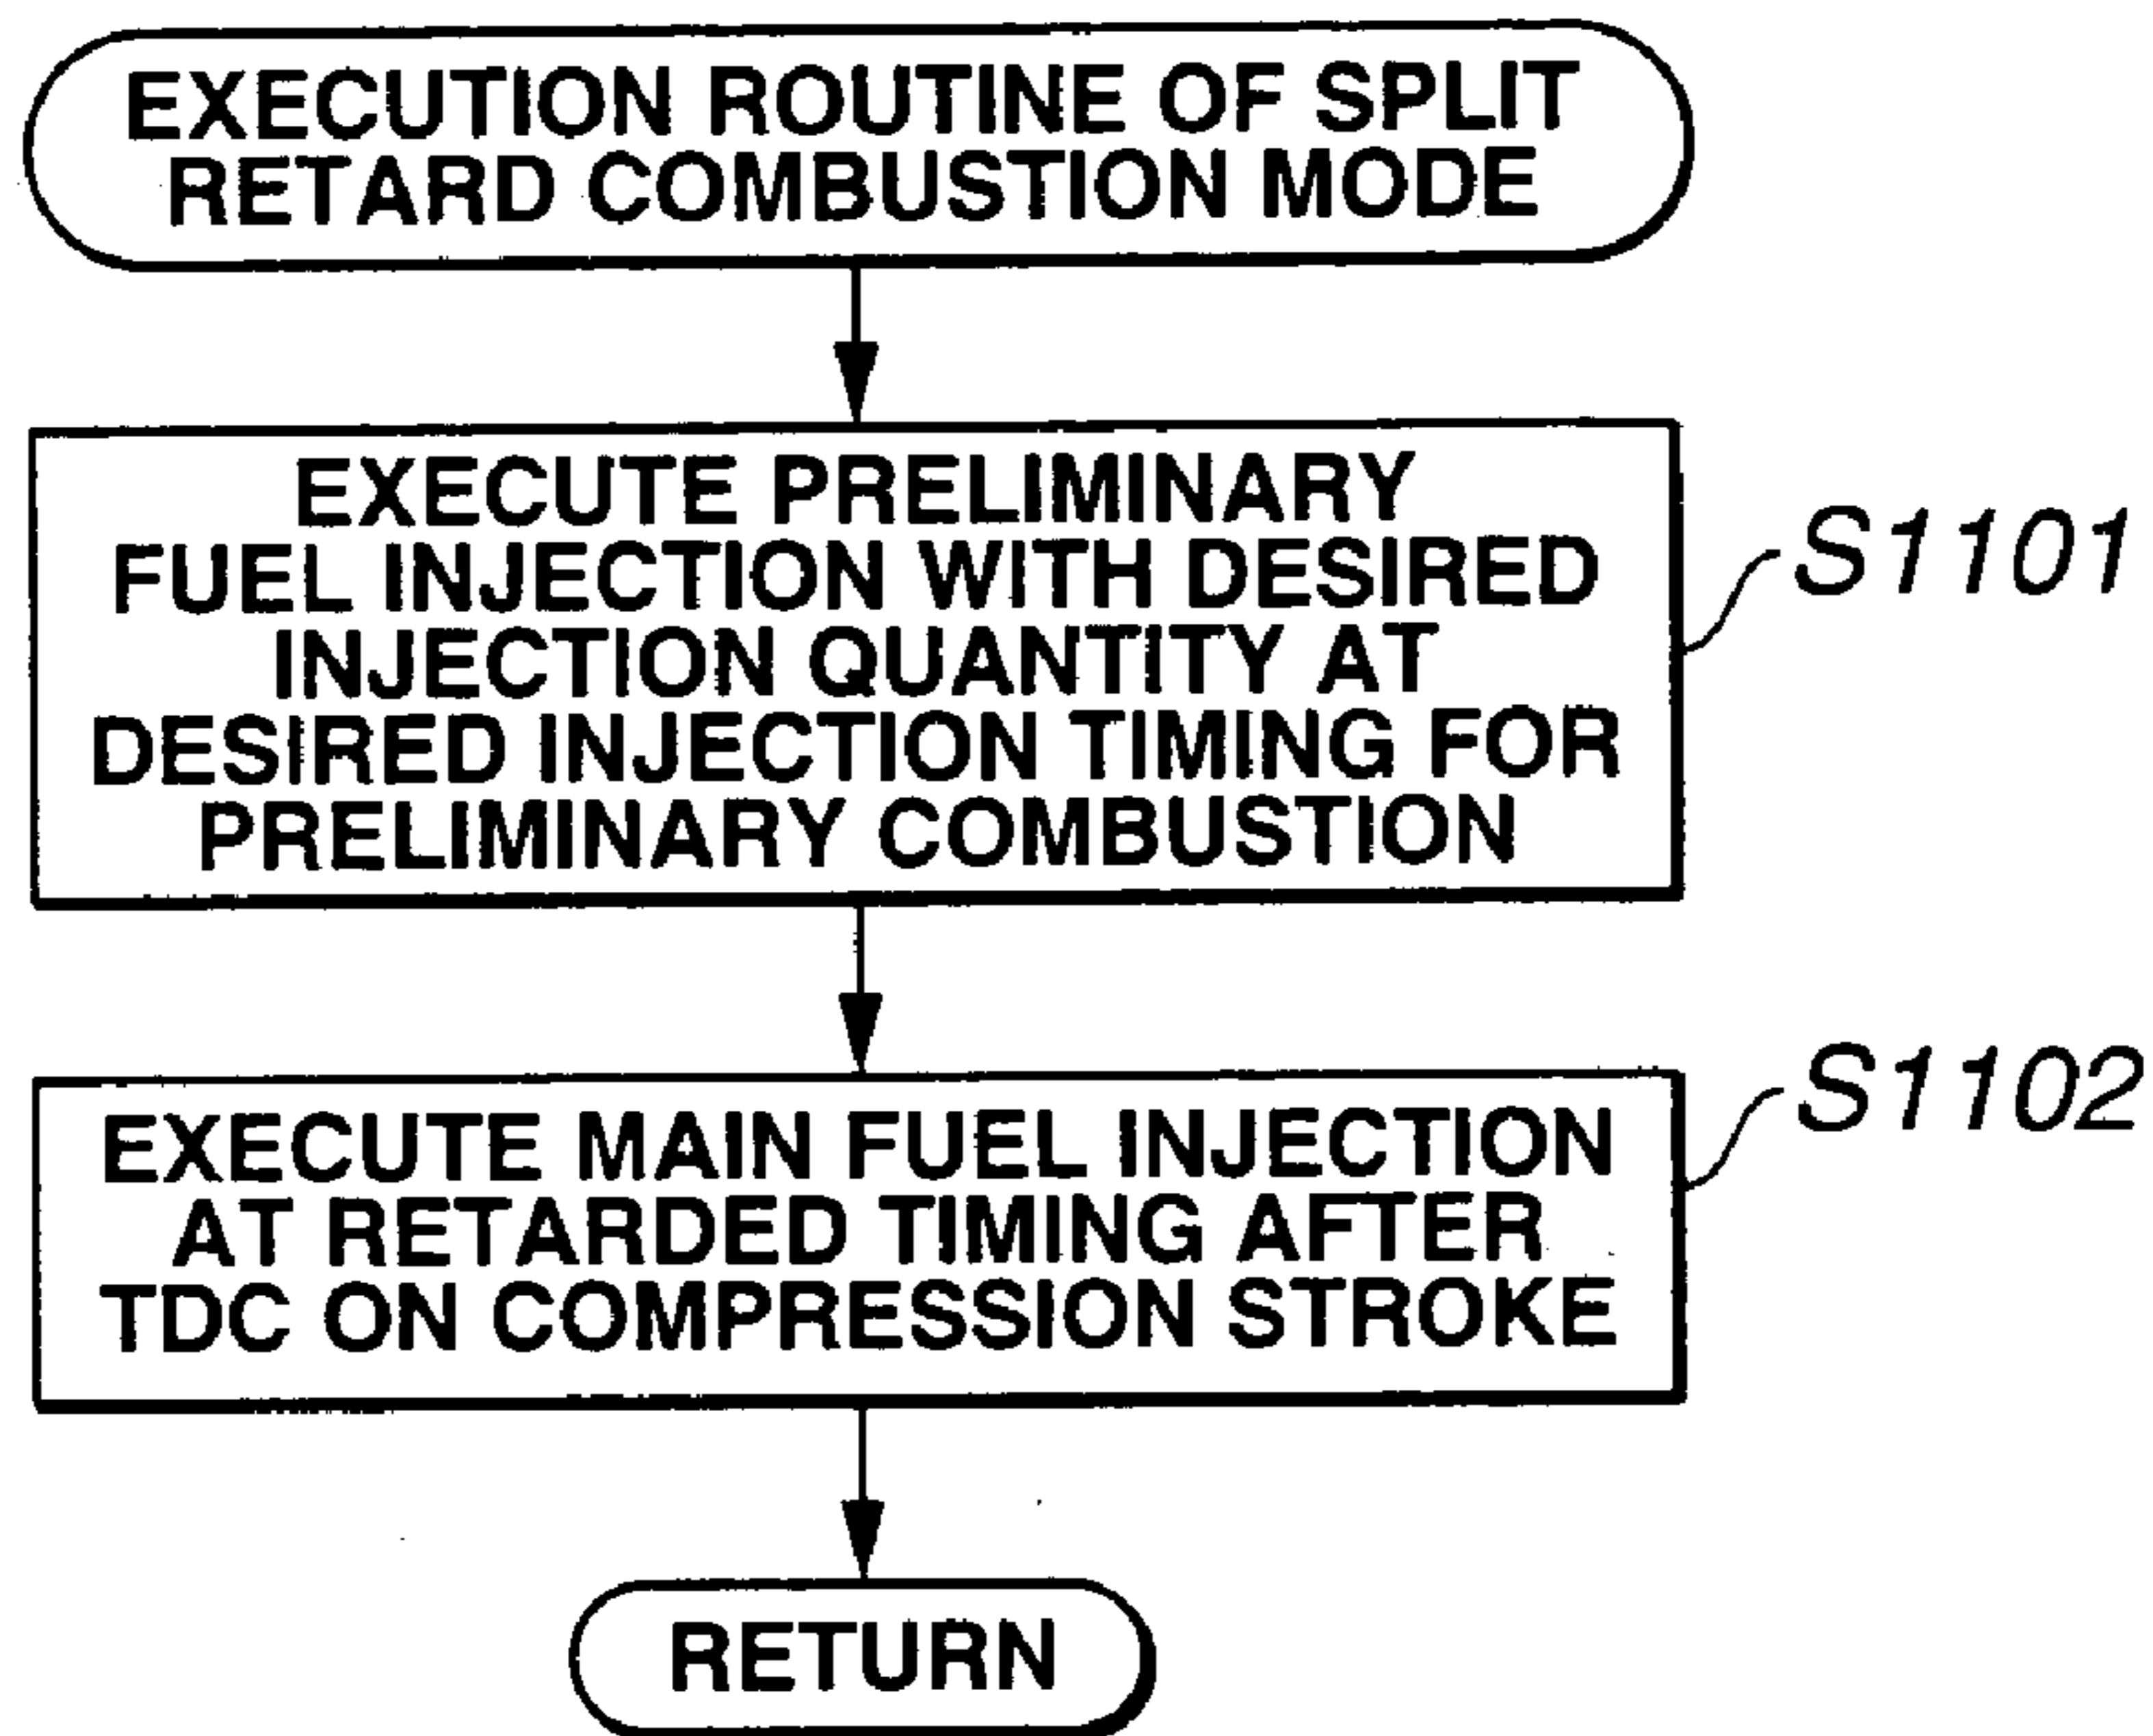 EXECUTION ROUTINE OF SPLIT
RETARD COMBUSTION MODE
EXECUTE PRELIMINARY
FUEL INJECTION WITH DESIRED
INJECTION QUANTITY AT
DESIRED INJECTION TIMING FOR
PRELIMINARY COMBUSTION
S1101
EXECUTE MAIN FUEL INJECTION
AT RETARDED TIMING AFTER
TDC ON COMPRESSION STROKE
S1102
RETURN